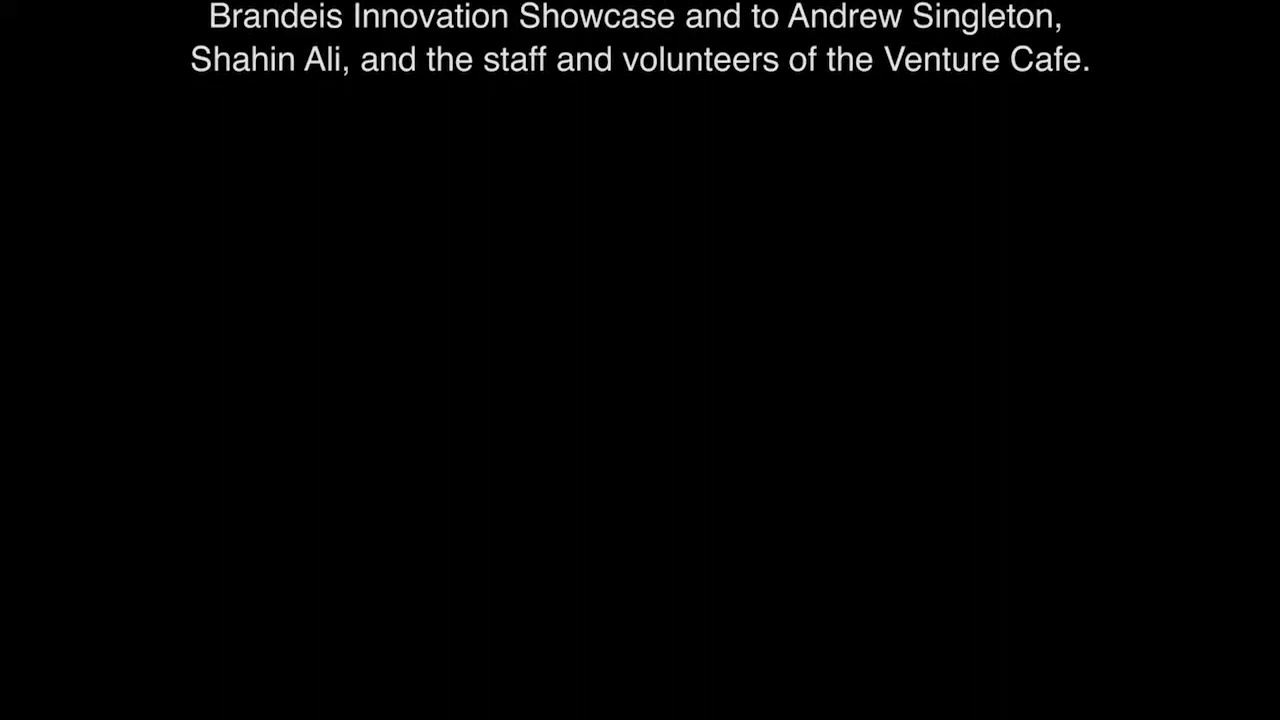 Brandeis Innovation Showcase and to Andrew Singleton,
Shahin Ali, and the staff and volunteers of the Venture Cafe.